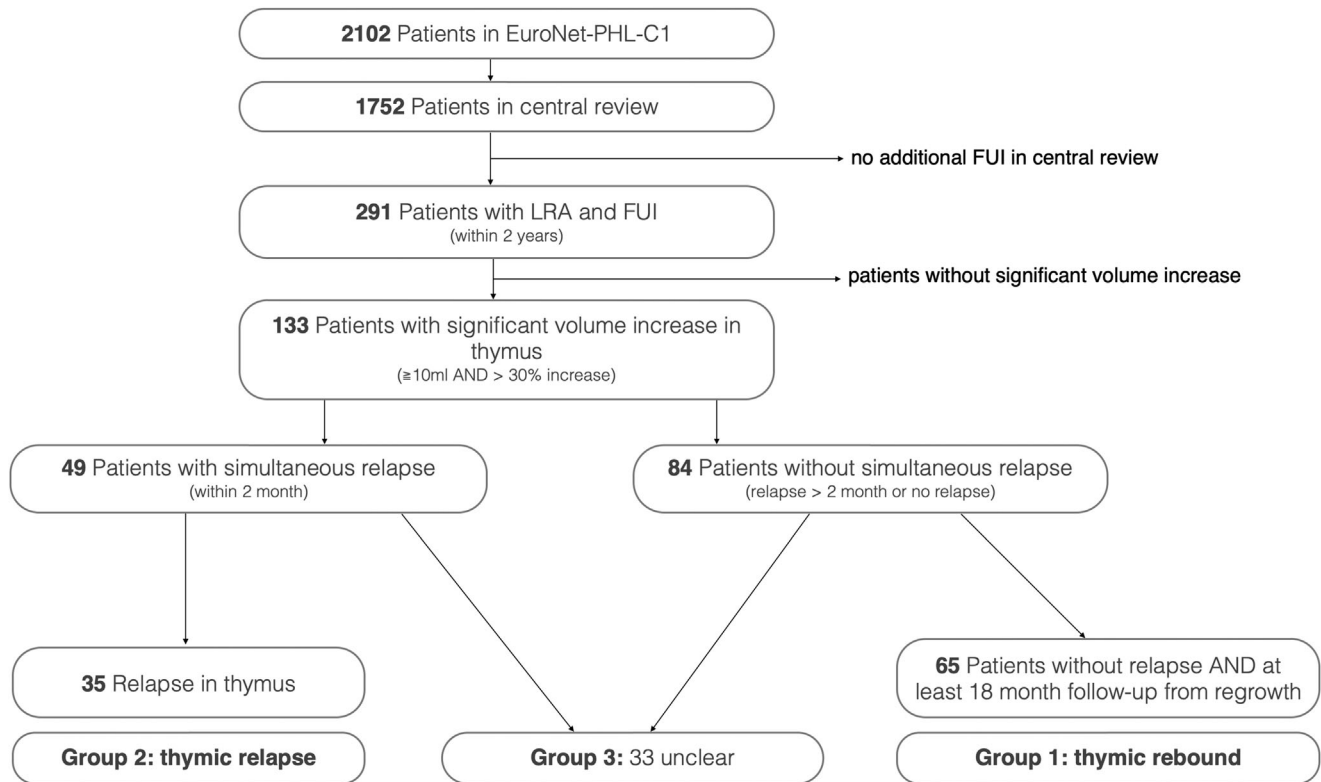 2102 Patients in EuroNet-PHL-C1
1752 Patients in central review
no additional FUI in central review
291 Patients with LRA and FUI
(within 2 years)
patients without significant volume increase
133 Patients with significant volume increase in
thymus
(≧10ml AND > 30% increase)
49 Patients with simultaneous relapse
(within 2 month)
84 Patients without simultaneous relapse
(relapse > 2 month or no relapse)
35 Relapse in thymus
65 Patients without relapse AND at
least 18 month follow-up from regrowth
Group 2: thymic relapse
Group 3: 33 unclear
Group 1: thymic rebound